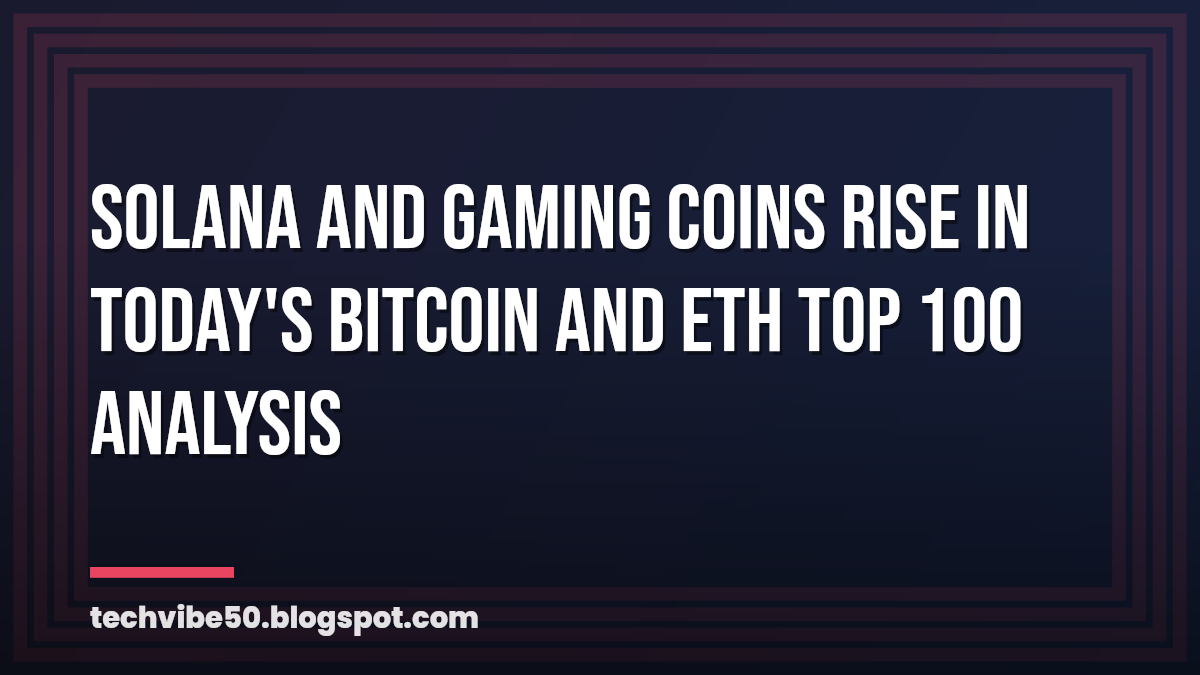 SOLANA AND GAMING COINS RISE IN
TODAY'S BITCOIN AND ETH TOP 100
ANALYSIS
techvibe50.blogspot.com